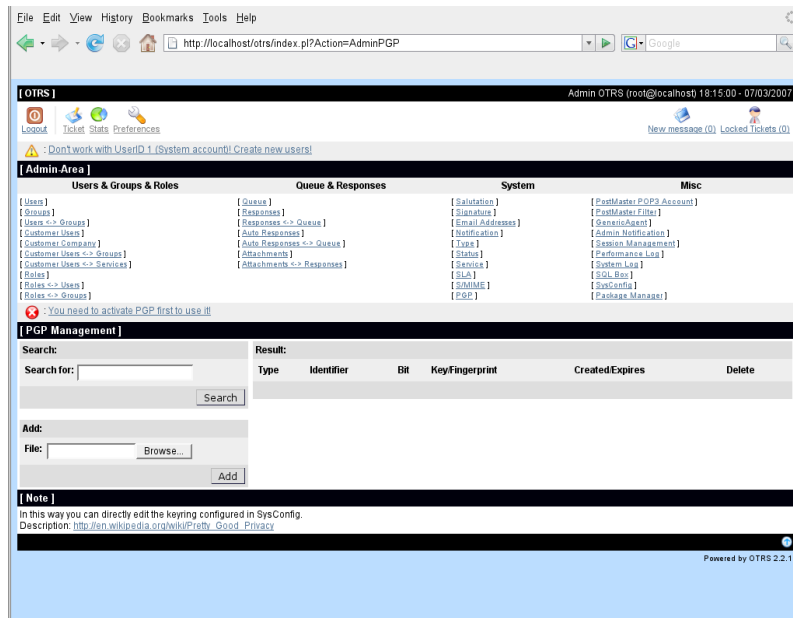 File Edit View History Bookmarks Tools Help
http://localhost/otrs/index.pl?Action=AdminPGP
G Google
[ OTRS ] Admin OTRS (root@localhost) 18:15:00 - 07/03/2007
Logout Ticket Stats Preferences New message (0) Locked Tickets (0)
: Don't work with UserID 1 (System account)! Create new users!
[ Admin-Area ]
Users & Groups & Roles Queue & Responses System Misc
[ Users ] [ Queue ] [ Salutation ] [ PostMaster POP3 Account ]
[ Groups ] [ Responses ] [ Signature ] [ PostMaster Filter ]
[ Users <-> Groups ] [ Responses <-> Queue ] [ Email Addresses ] [ GenericAgent ]
[ Customer Users ] [ Auto Responses ] [ Notification ] [ Admin Notification ]
[ Customer Company ] [ Auto Responses <-> Queue ] [ Type ] [ Session Management ]
[ Customer Users <-> Groups ] [ Attachments ] [ Status ] [ Performance Log ]
[ Customer Users <-> Services ] [ Attachments <-> Responses ] [ Service ] [ System Log ]
[ Roles ] [ SLA ] [ SQL Box ]
[ Roles <-> Users ] [ S/MIME ] [ SysConfig ]
[ Roles <-> Groups ] [ PGP ] [ Package Manager ]
: You need to activate PGP first to use it!
[ PGP Management ]
Search: Result:
Search for: Type Identifier Bit Key/Fingerprint Created/Expires Delete
Search
Add:
File: Browse...
Add
[ Note ]
In this way you can directly edit the keyring configured in SysConfig.
Description: http://en.wikipedia.org/wiki/Pretty_Good_Privacy
Powered by OTRS 2.2.1